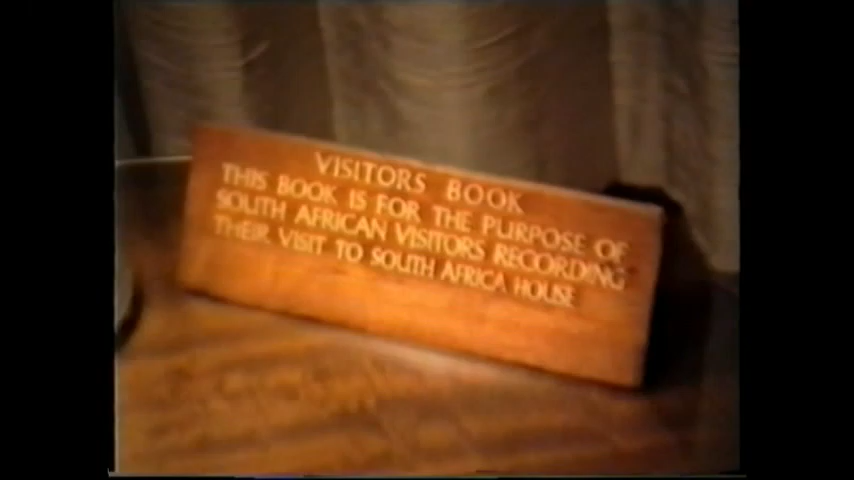 VISITORS BOOK
THIS BOOK IS FOR THE PURPOSE OF
SOUTH AFRICAN VISITORS RECORDING
THEIR VISIT TO SOUTH AFRICA HOUSE